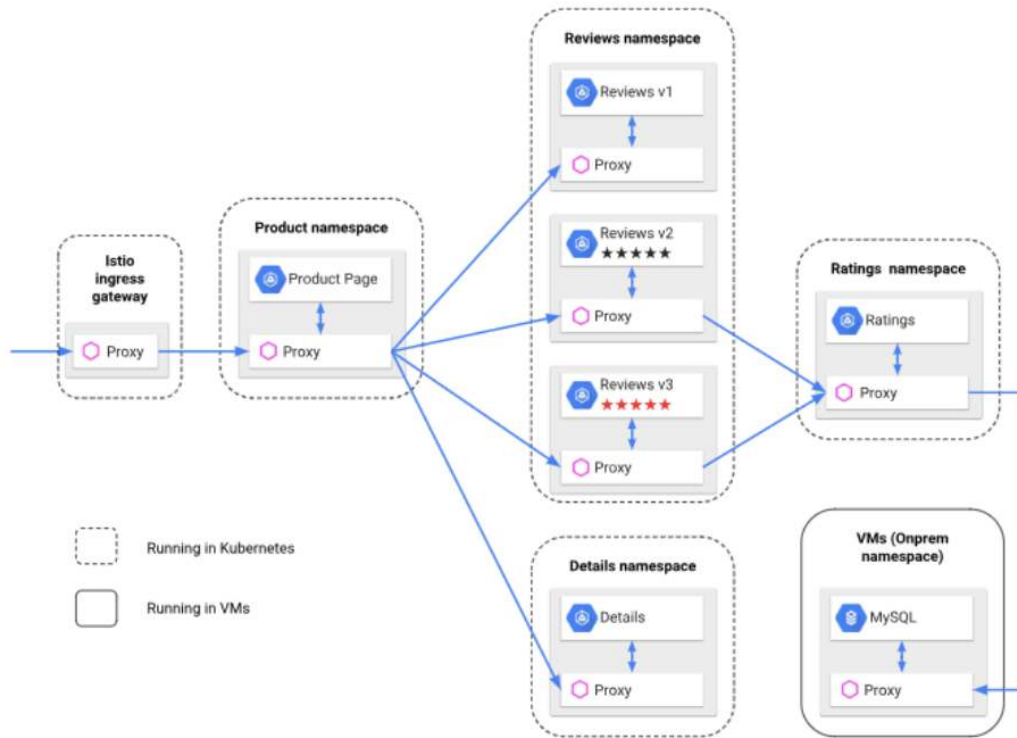 Istio
ingress
gateway
Proxy
Product namespace
Product Page
Proxy
Reviews namespace
Reviews v1
Proxy
Reviews v2
★★★★★
Proxy
Reviews v3
★★★★★
Proxy
Ratings namespace
Ratings
Proxy
Details namespace
Details
Proxy
VMs (Onprem
namespace)
MySQL
Proxy
Running in Kubernetes
Running in VMs